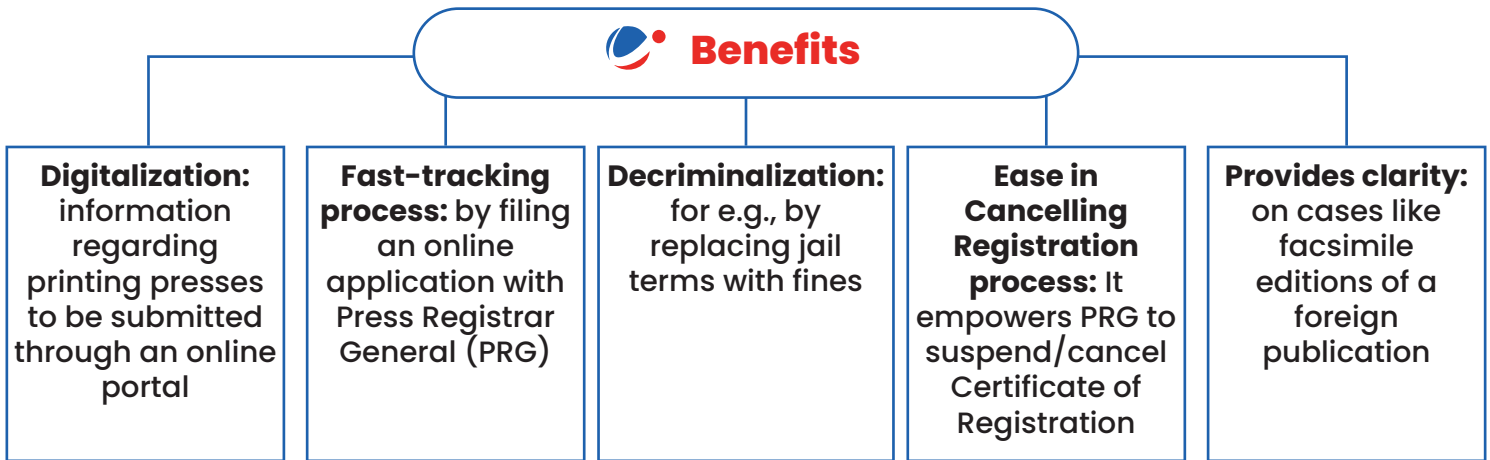 Benefits
Digitalization:
information
regarding
printing presses
to be submitted
through an online
portal
Fast-tracking
process: by filing
an online
application with
Press Registrar
General (PRG)
Decriminalization:
for e.g., by
replacing jail
terms with fines
Ease in
Cancelling
Registration
process: It
empowers PRG to
suspend/cancel
Certificate of
Registration
Provides clarity:
on cases like
facsimile
editions of a
foreign
publication